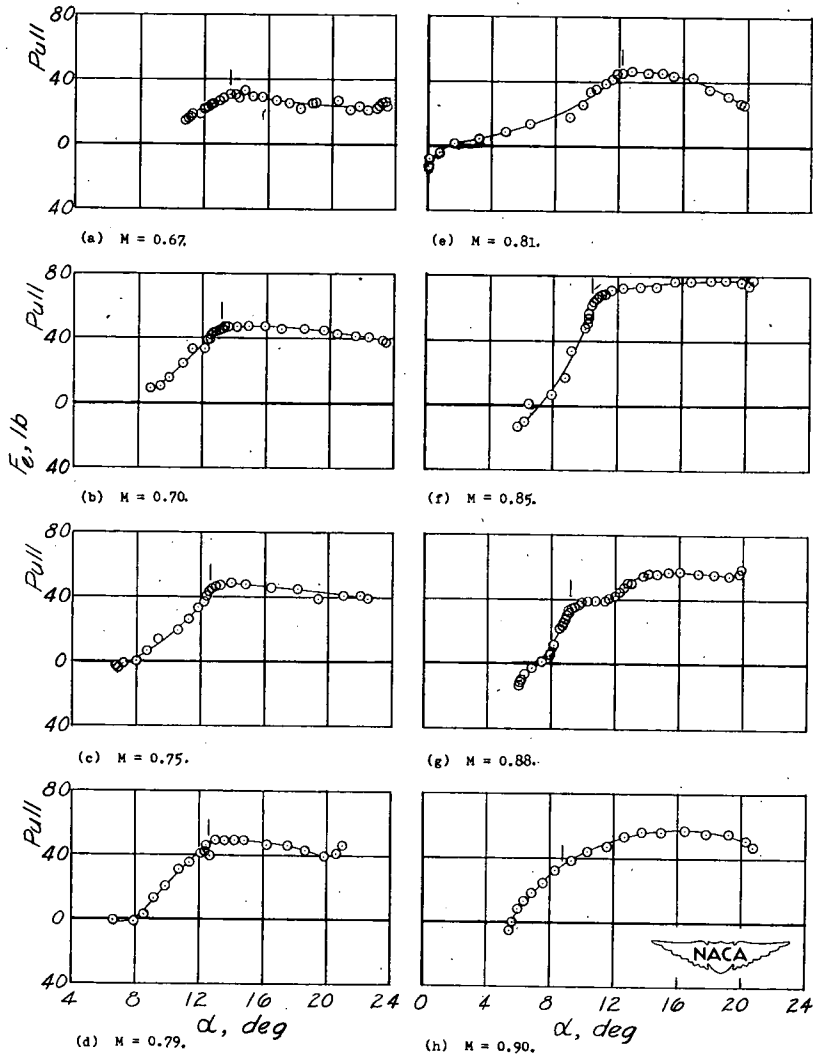 Pull
80
40
0
40
(a) M = 0.67.
(e) M = 0.81.
Pull
80
40
0
40
Fe, lb
(b) M = 0.70.
(f) M = 0.85.
Pull
80
40
0
40
(c) M = 0.75.
(g) M = 0.88.
Pull
80
40
0
40
NACA
4 8 12 16 20 24
0 4 8 12 16 20 24
α, deg
α, deg
(d) M = 0.79.
(h) M = 0.90.